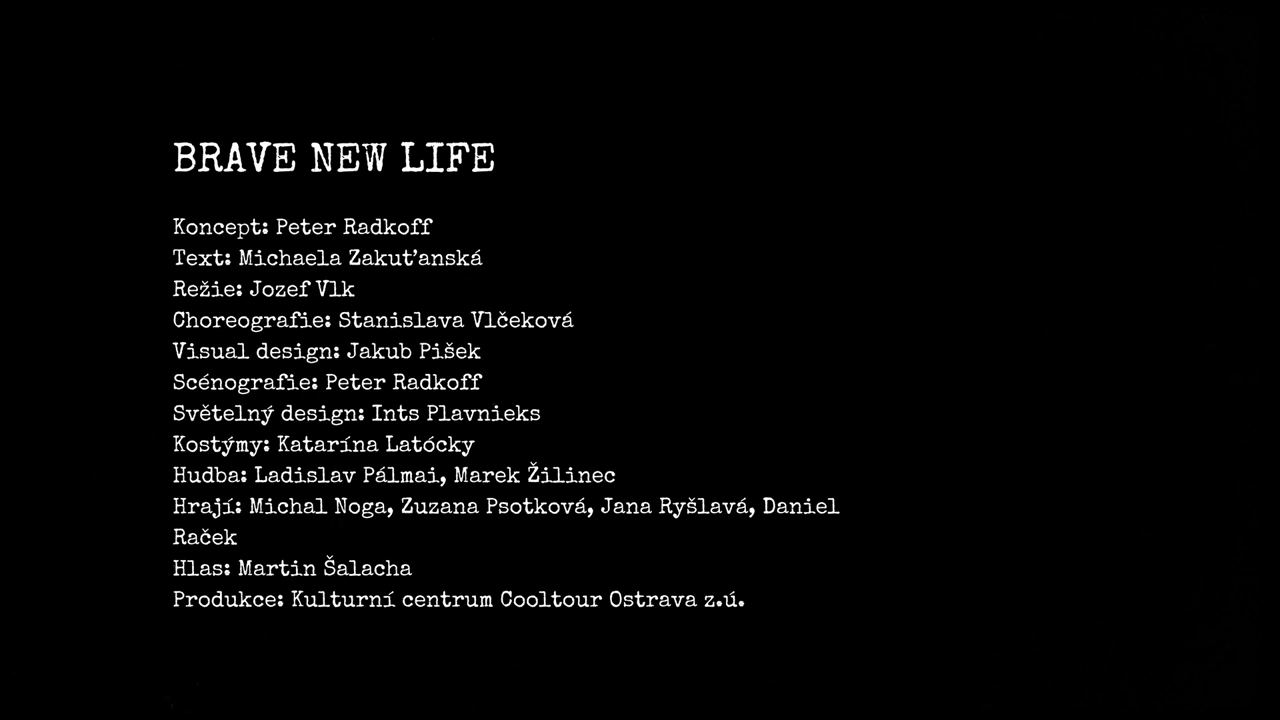 BRAVE NEW LIFE
Koncept: Peter Radkoff
Text: Michaela Zakuťanská
Režie: Jozef Vlk
Choreografie: Stanislava Vlčeková
Visual design: Jakub Pišek
Scénografie: Peter Radkoff
Světelný design: Ints Plavnieks
Kostýmy: Katarína Latócky
Hudba: Ladislav Pálmai, Marek Žilinec
Hrají: Michal Noga, Zuzana Psotková, Jana Ryšlavá, Daniel
Raček
Hlas: Martin Šalacha
Produkce: Kulturní centrum Cooltour Ostrava z.ú.